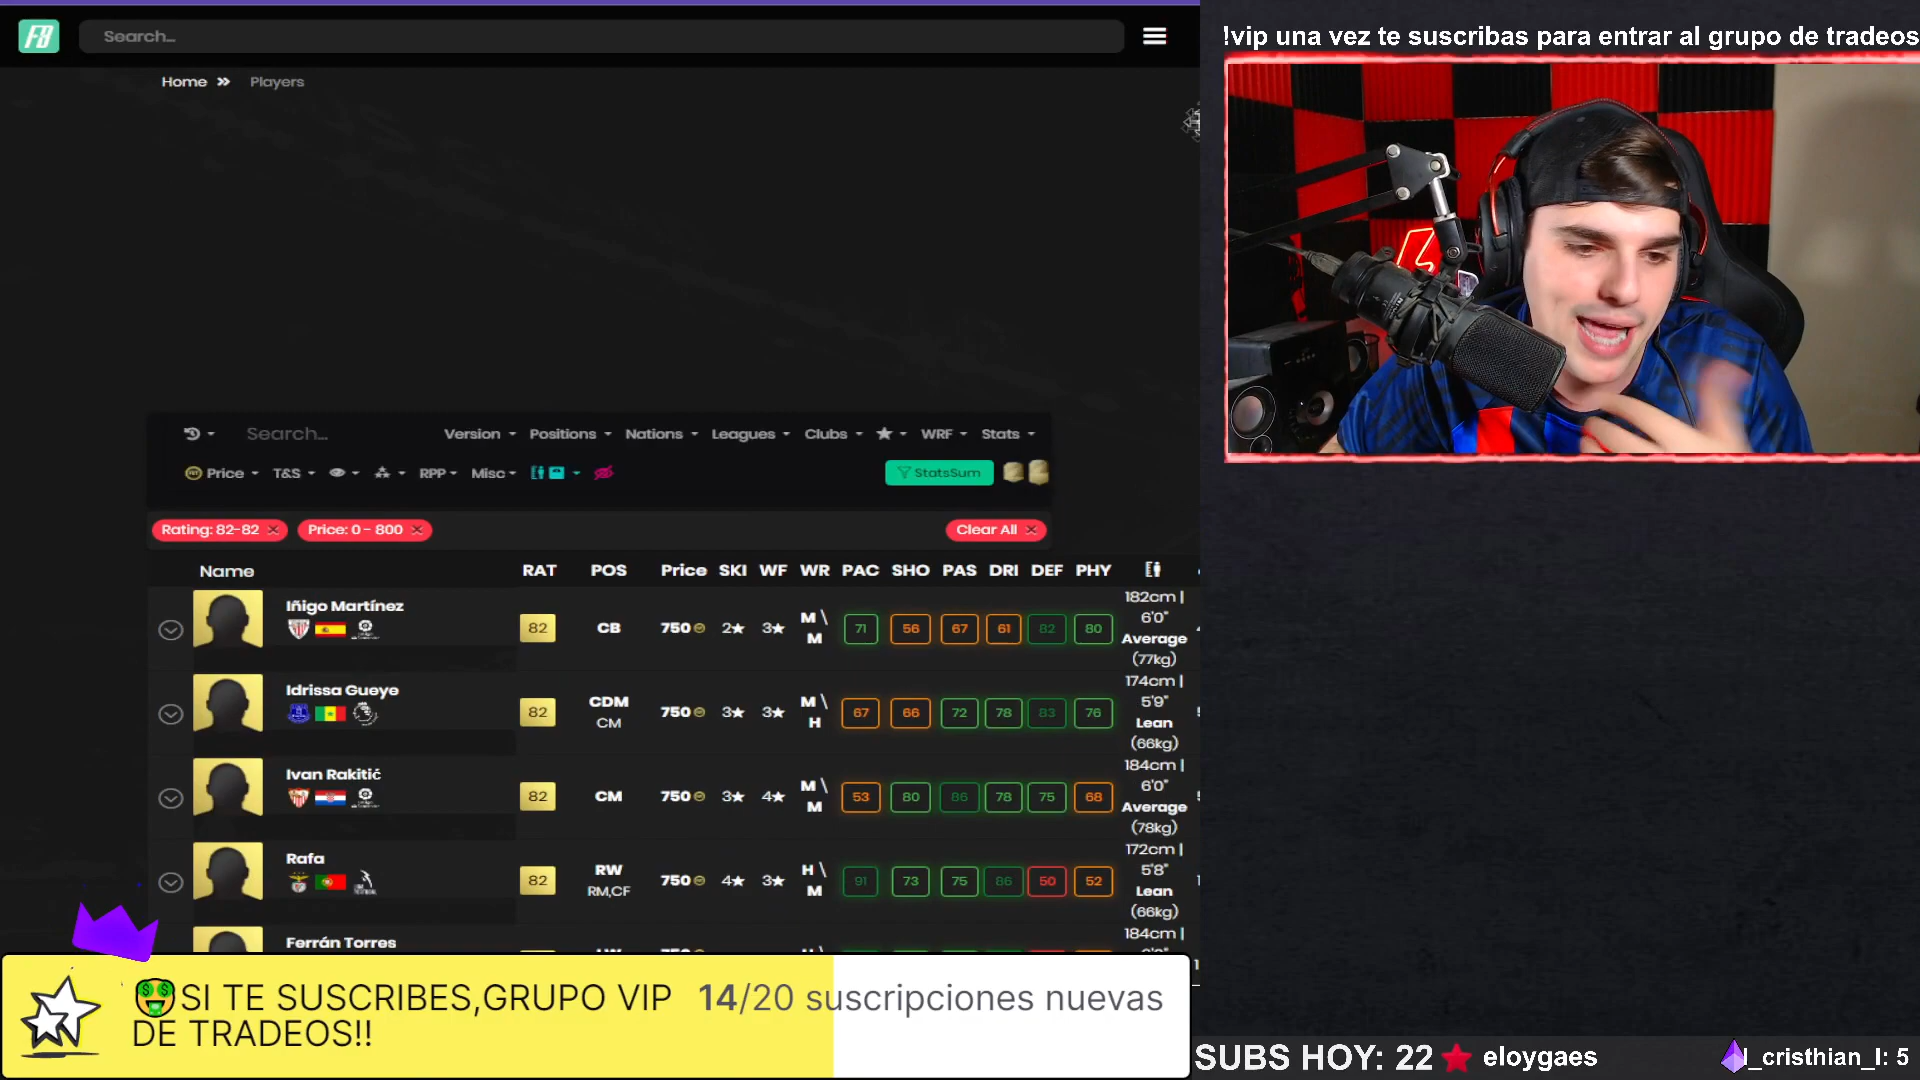 F8 Search...
!vip una vez te suscribas para entrar al grupo de tradeos
Home » Players
Search... Version Positions Nations Leagues Clubs WRF Stats
Price T&S RPP Misc StatsSum
Rating: 82-82 Price: 0 - 800 Clear All
Name RAT POS Price SKI WF WR PAC SHO PAS DRI DEF PHY
Iñigo Martínez 82 CB 750 2★ 3★ M \ M 71 56 67 61 82 80 182cm | 6'0" Average (77kg)
Idrissa Gueye 82 CDM CM 750 3★ 3★ M \ H 67 66 72 78 83 76 174cm | 5'9" Lean (66kg)
Ivan Rakitić 82 CM 750 3★ 4★ M \ M 53 80 86 78 75 68 184cm | 6'0" Average (78kg)
Rafa 82 RW RM,CF 750 4★ 3★ H \ M 91 73 75 86 50 52 172cm | 5'8" Lean (66kg)
Ferrán Torres 184cm |
🤑SI TE SUSCRIBES,GRUPO VIP 14/20 suscripciones nuevas
DE TRADEOS!!
SUBS HOY: 22 ★ eloygaes l_cristhian_l: 5